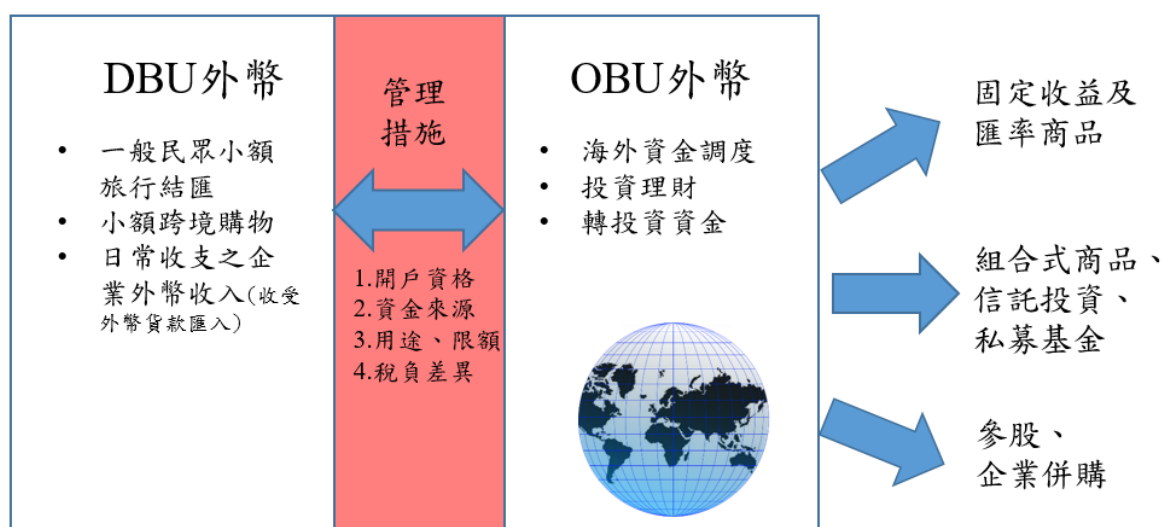 DBU外幣
• 一般民眾小額
旅行結匯
• 小額跨境購物
• 日常收支之企
業外幣收入(收受
外幣貨款匯入)
管理
措施
1.開戶資格
2.資金來源
3.用途、限額
4.稅負差異
OBU外幣
• 海外資金調度
• 投資理財
• 轉投資資金
固定收益及
匯率商品
組合式商品、
信託投資、
私募基金
參股、
企業併購